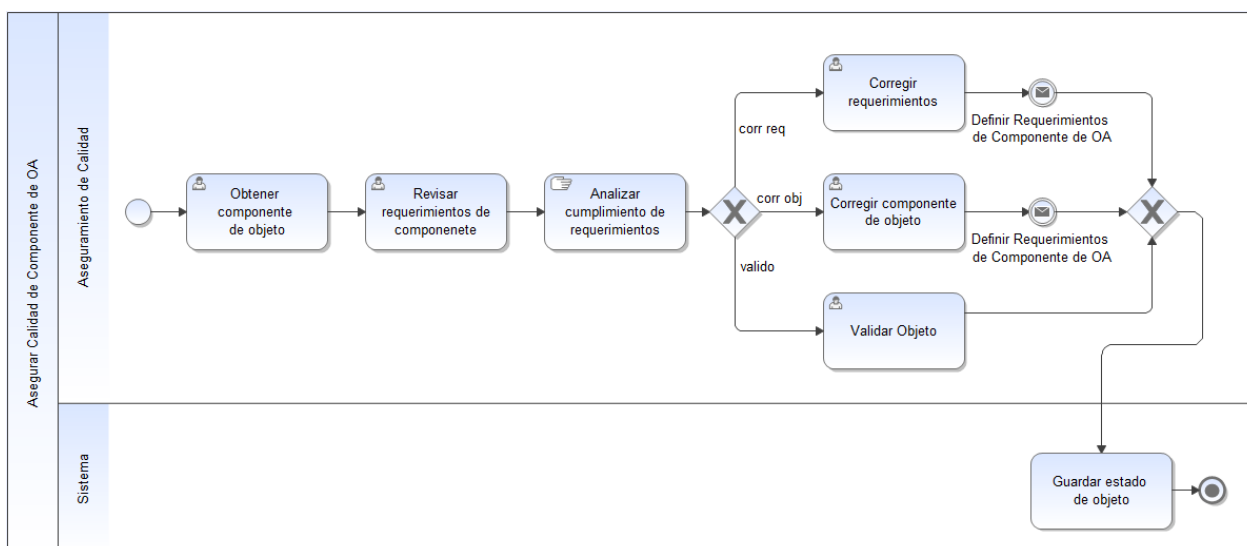 Asegurar Calidad de Componente de OA
Aseguramiento de Calidad
Obtener
componente
de objeto
Revisar
requerimientos de
componenete
Analizar
cumplimiento de
requerimientos
corr req
corr obj
valido
Corregir
requerimientos
Definir Requerimientos
de Componente de OA
Corregir componente
de objeto
Definir Requerimientos
de Componente de OA
Validar Objeto
Sistema
Guardar estado
de objeto